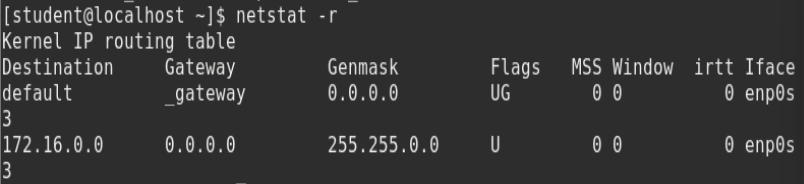 [student@localhost ~]$ netstat -r
Kernel IP routing table
Destination     Gateway         Genmask         Flags   MSS Window  irtt Iface
default         _gateway        0.0.0.0         UG        0 0          0 enp0s
3
172.16.0.0      0.0.0.0         255.255.0.0     U         0 0          0 enp0s
3